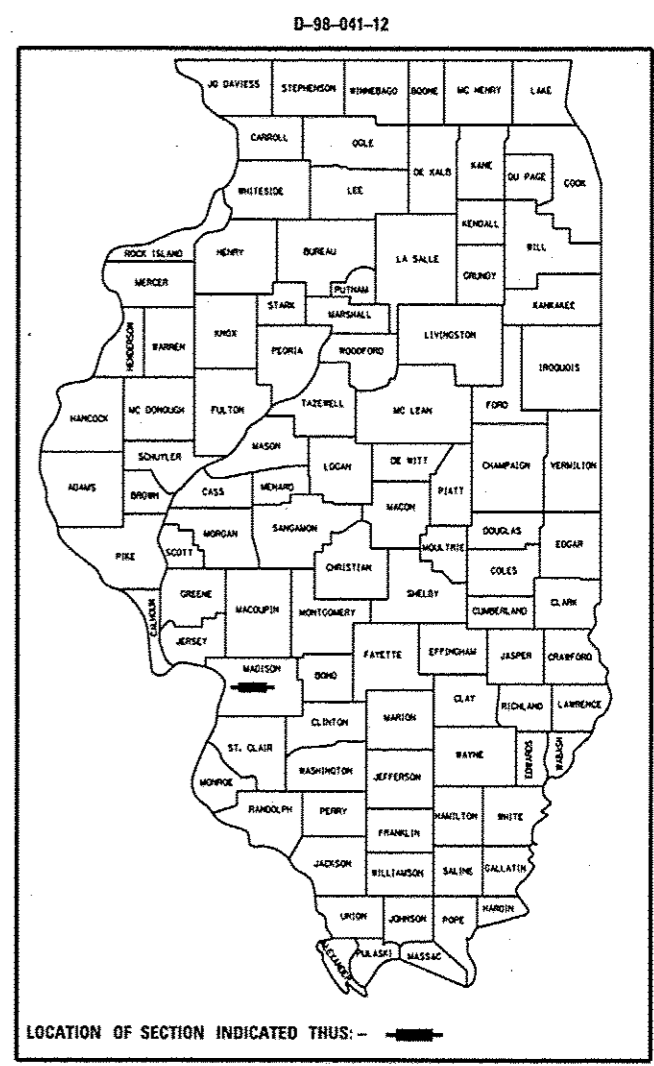 D-98-041-12
JO DAVIESS STEPHENSON WINNEBAGO BOONE MC HENRY LAKE
CARROLL OGLE
DE KALB KANE DU PAGE COOK
WHITESIDE LEE
KENDALL
ROCK ISLAND HENRY BUREAU LA SALLE WILL
MERCER PUTNAM GRUNDY
STARK MARSHALL KANKAKEE
HENDERSON WARREN KNOX PEORIA WOODFORD LIVINGSTON
IROQUOIS
HANCOCK MC DONOUGH FULTON TAZEWELL MC LEAN FORD
MASON
SCHUYLER LOGAN DE WITT CHAMPAIGN VERMILION
ADAMS BROWN CASS MENARD PIATT
MACON
PIKE SCOTT MORGAN SANGAMON DOUGLAS EDGAR
CHRISTIAN MOULTRIE COLES
CALHOUN GREENE MACOUPIN MONTGOMERY SHELBY CUMBERLAND CLARK
JERSEY
MADISON BOND FAYETTE EFFINGHAM JASPER CRAWFORD
CLAY RICHLAND LAWRENCE
CLINTON MARION
ST. CLAIR WAYNE EDWARDS WABASH
MONROE WASHINGTON JEFFERSON
RANDOLPH PERRY HAMILTON WHITE
FRANKLIN
JACKSON WILLIAMSON SALINE GALLATIN
UNION JOHNSON POPE HARDIN
ALEXANDER PULASKI MASSAC
LOCATION OF SECTION INDICATED THUS: -